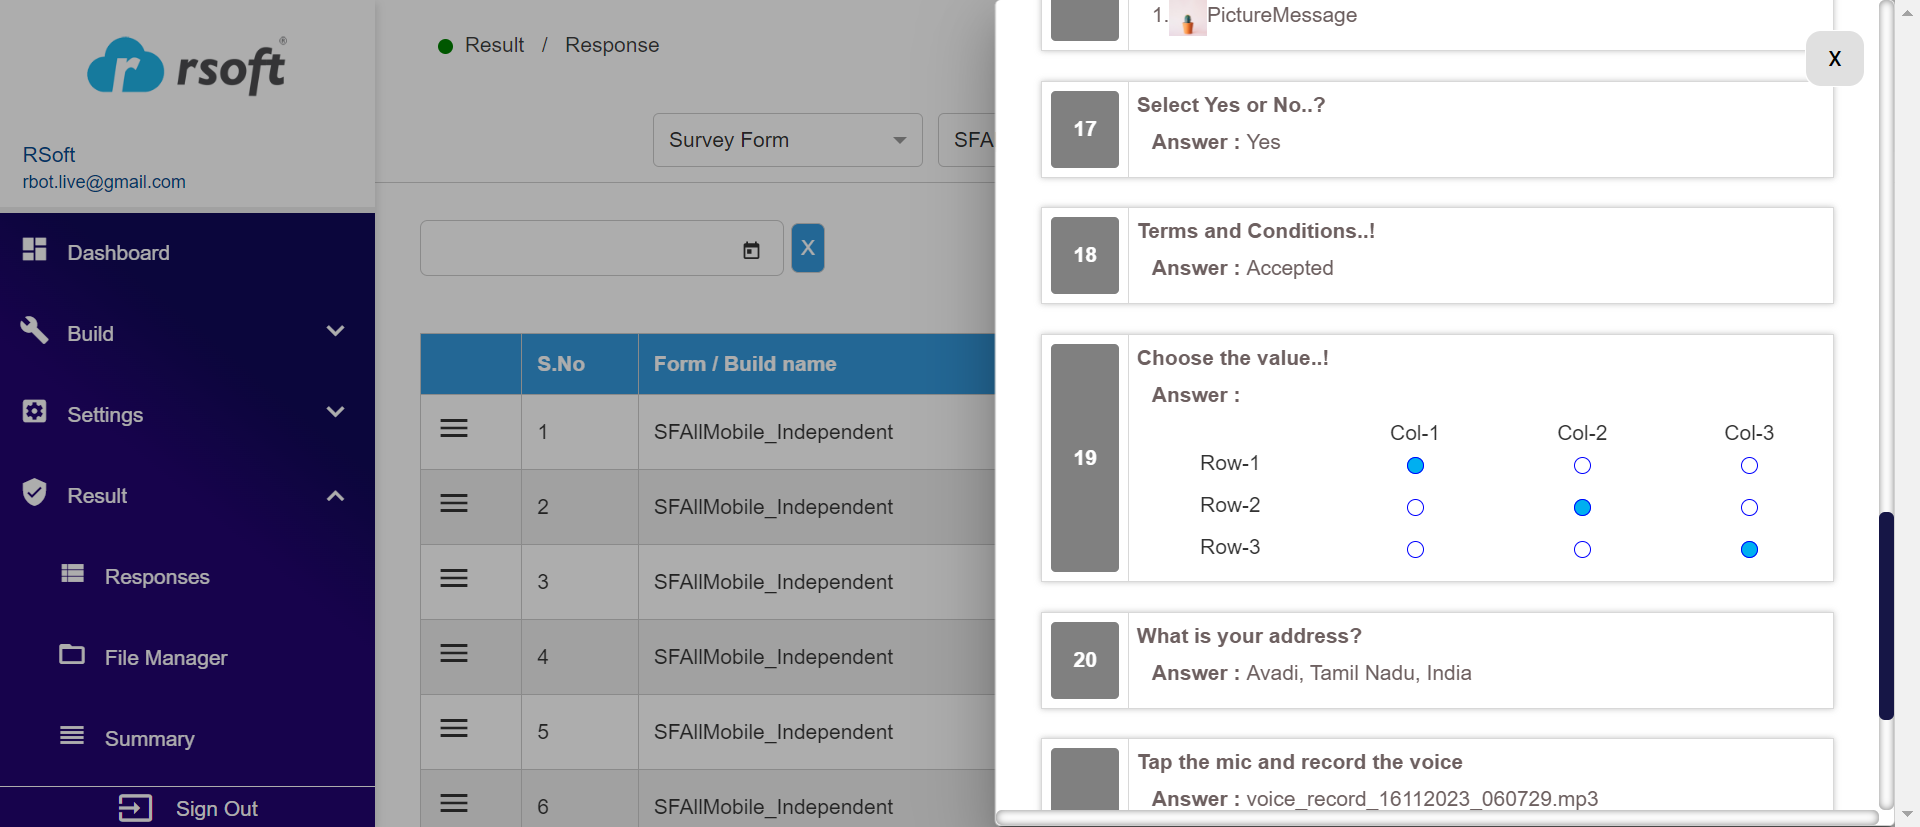 rsoft®
RSoft
rbot.live@gmail.com
Dashboard
Build
Settings
Result
Responses
File Manager
Summary
Sign Out
Result / Response
Survey Form
SFA
X
S.No Form / Build name
1 SFAllMobile_Independent
2 SFAllMobile_Independent
3 SFAllMobile_Independent
4 SFAllMobile_Independent
5 SFAllMobile_Independent
6 SFAllMobile_Independent
X
1. PictureMessage
17 Select Yes or No..?
Answer : Yes
18 Terms and Conditions..!
Answer : Accepted
19 Choose the value..!
Answer :
Col-1 Col-2 Col-3
Row-1
Row-2
Row-3
20 What is your address?
Answer : Avadi, Tamil Nadu, India
Tap the mic and record the voice
Answer : voice_record_16112023_060729.mp3